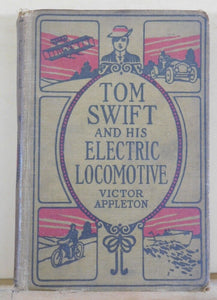 TOM
SWIFT
AND HIS
ELECTRIC
LOCOMOTIVE
VICTOR
APPLETON